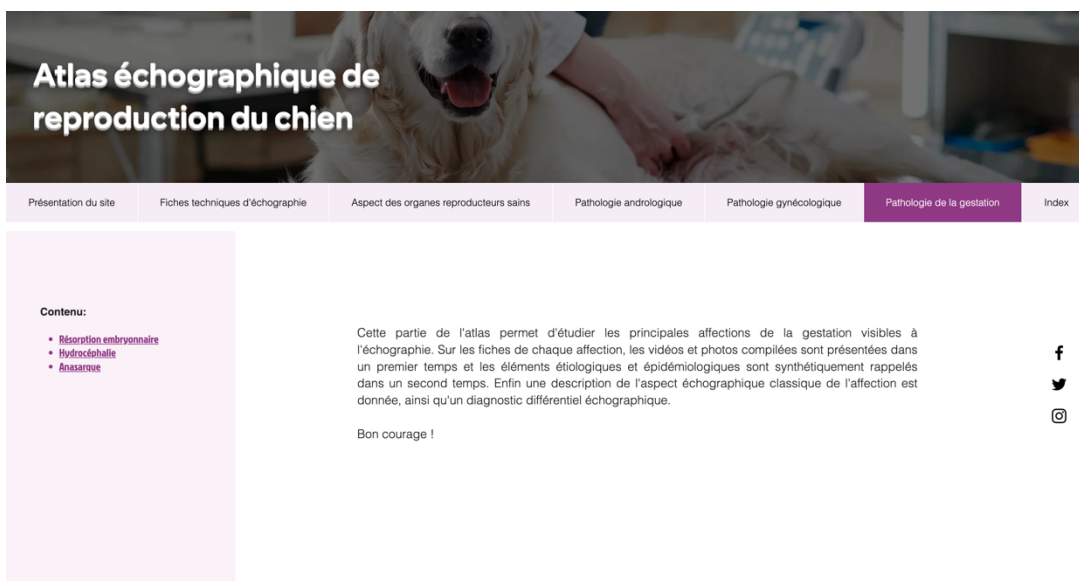 Atlas échographique de
reproduction du chien
Présentation du site
Fiches techniques d'échographie
Aspect des organes reproducteurs sains
Pathologie andrologique
Pathologie gynécologique
Pathologie de la gestation
Index
Contenu:
Résorption embryonnaire
Hydrocéphalie
Anasarque
Cette partie de l'atlas permet d'étudier les principales affections de la gestation visibles à
l'échographie. Sur les fiches de chaque affection, les vidéos et photos compilées sont présentées dans
un premier temps et les éléments étiologiques et épidémiologiques sont synthétiquement rappelés
dans un second temps. Enfin une description de l'aspect échographique classique de l'affection est
donnée, ainsi qu'un diagnostic différentiel échographique.
Bon courage !